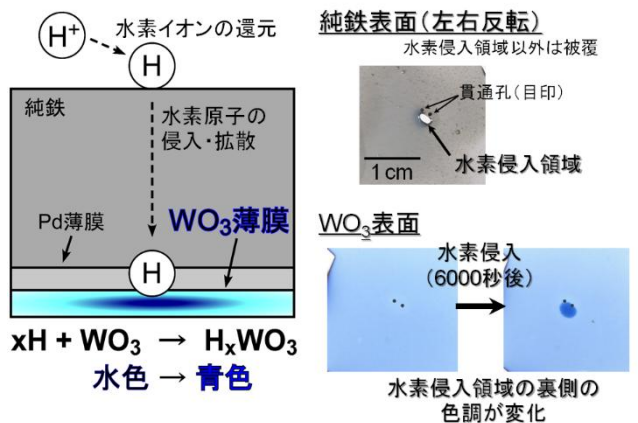 H⁺
水素イオンの還元
H
純鉄
水素原子の
侵入・拡散
Pd薄膜
WO₃薄膜
H
xH + WO₃ → HₓWO₃
水色 → 青色
純鉄表面(左右反転)
水素侵入領域以外は被覆
貫通孔(目印)
水素侵入領域
1 cm
WO₃表面
水素侵入
(6000秒後)
水素侵入領域の裏側の
色調が変化